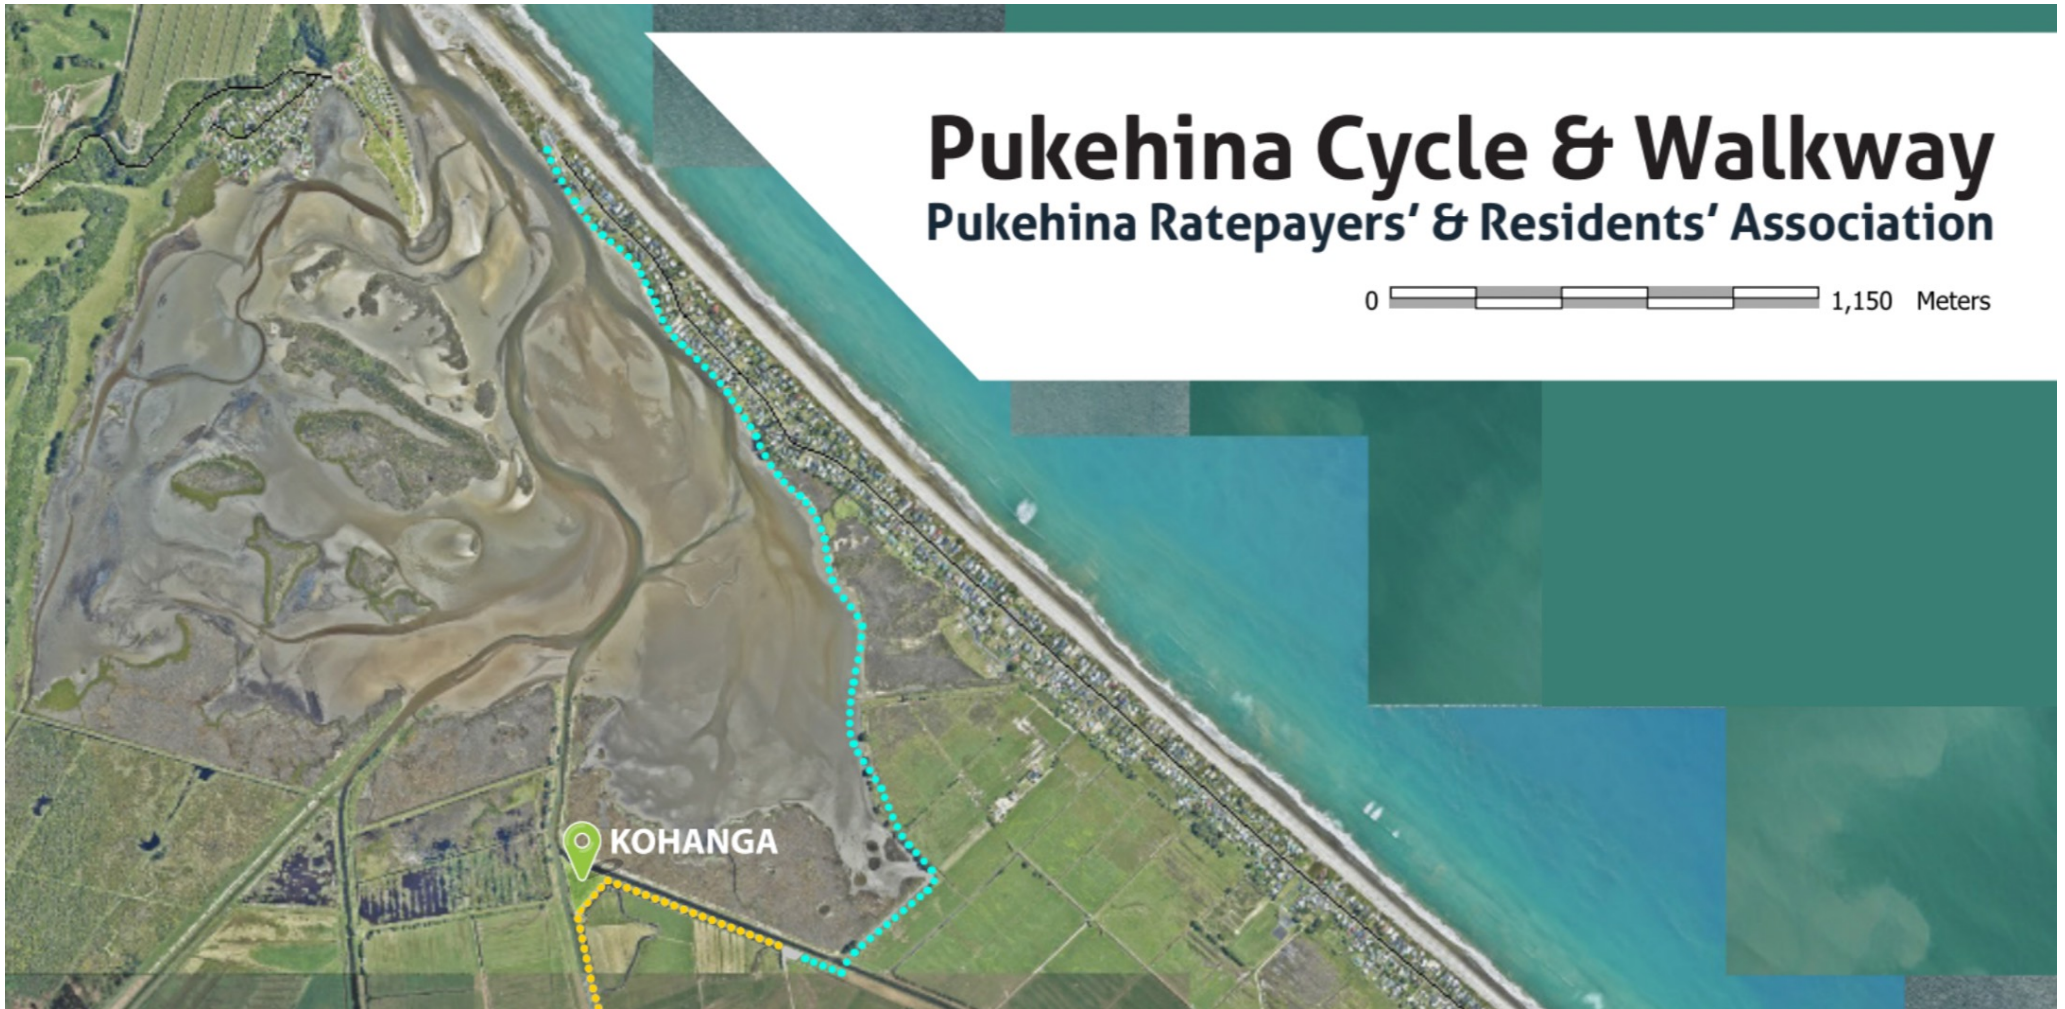 Pukehina Cycle & Walkway
Pukehina Ratepayers' & Residents' Association
0 1,150 Meters
KOHANGA